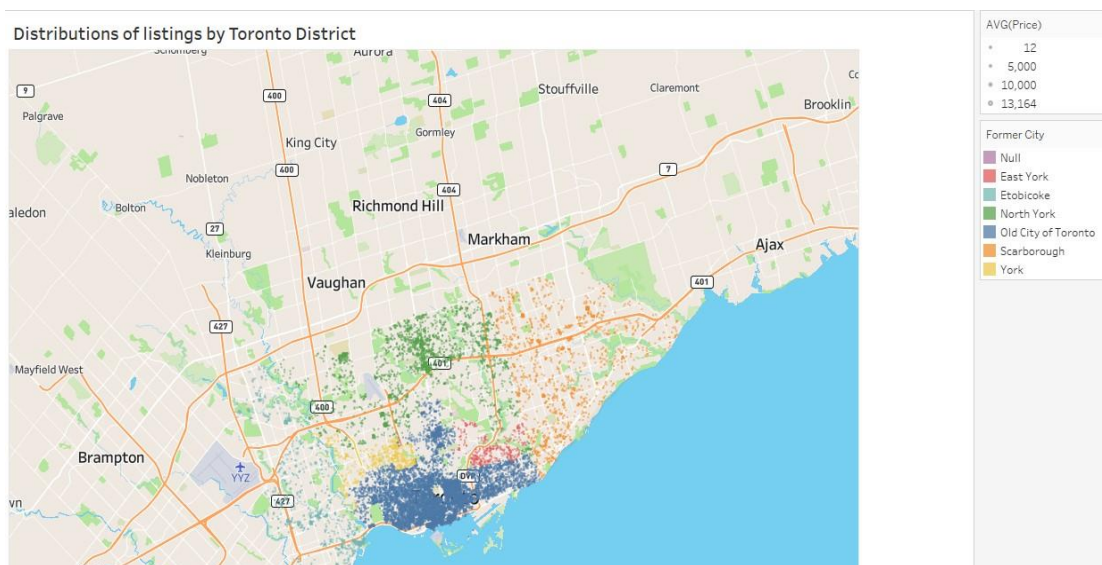 Distributions of listings by Toronto District
Aurora
9
400
404
Stouffville
Claremont
Palgrave
Brooklin
Gormley
King City
400
7
404
Nobleton
Bolton
Richmond Hill
27
Markham
Ajax
Kleinburg
Vaughan
401
427
401
Mayfield West
400
Brampton
YYZ
427
AVG(Price)
12
5,000
10,000
13,164
Former City
Null
East York
Etobicoke
North York
Old City of Toronto
Scarborough
York